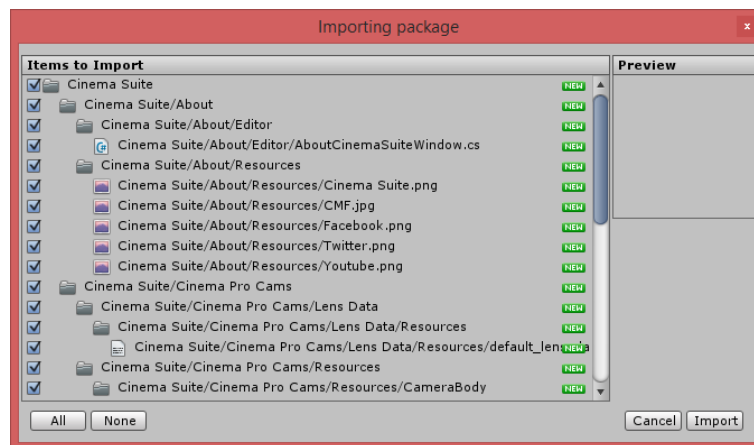 Importing package
x
Items to Import
Preview
Cinema Suite NEW
Cinema Suite/About NEW
Cinema Suite/About/Editor NEW
Cinema Suite/About/Editor/AboutCinemaSuiteWindow.cs NEW
Cinema Suite/About/Resources NEW
Cinema Suite/About/Resources/Cinema Suite.png NEW
Cinema Suite/About/Resources/CMF.jpg NEW
Cinema Suite/About/Resources/Facebook.png NEW
Cinema Suite/About/Resources/Twitter.png NEW
Cinema Suite/About/Resources/Youtube.png NEW
Cinema Suite/Cinema Pro Cams NEW
Cinema Suite/Cinema Pro Cams/Lens Data NEW
Cinema Suite/Cinema Pro Cams/Lens Data/Resources NEW
Cinema Suite/Cinema Pro Cams/Lens Data/Resources/default_len NEW
Cinema Suite/Cinema Pro Cams/Resources NEW
Cinema Suite/Cinema Pro Cams/Resources/CameraBody NEW
All None Cancel Import